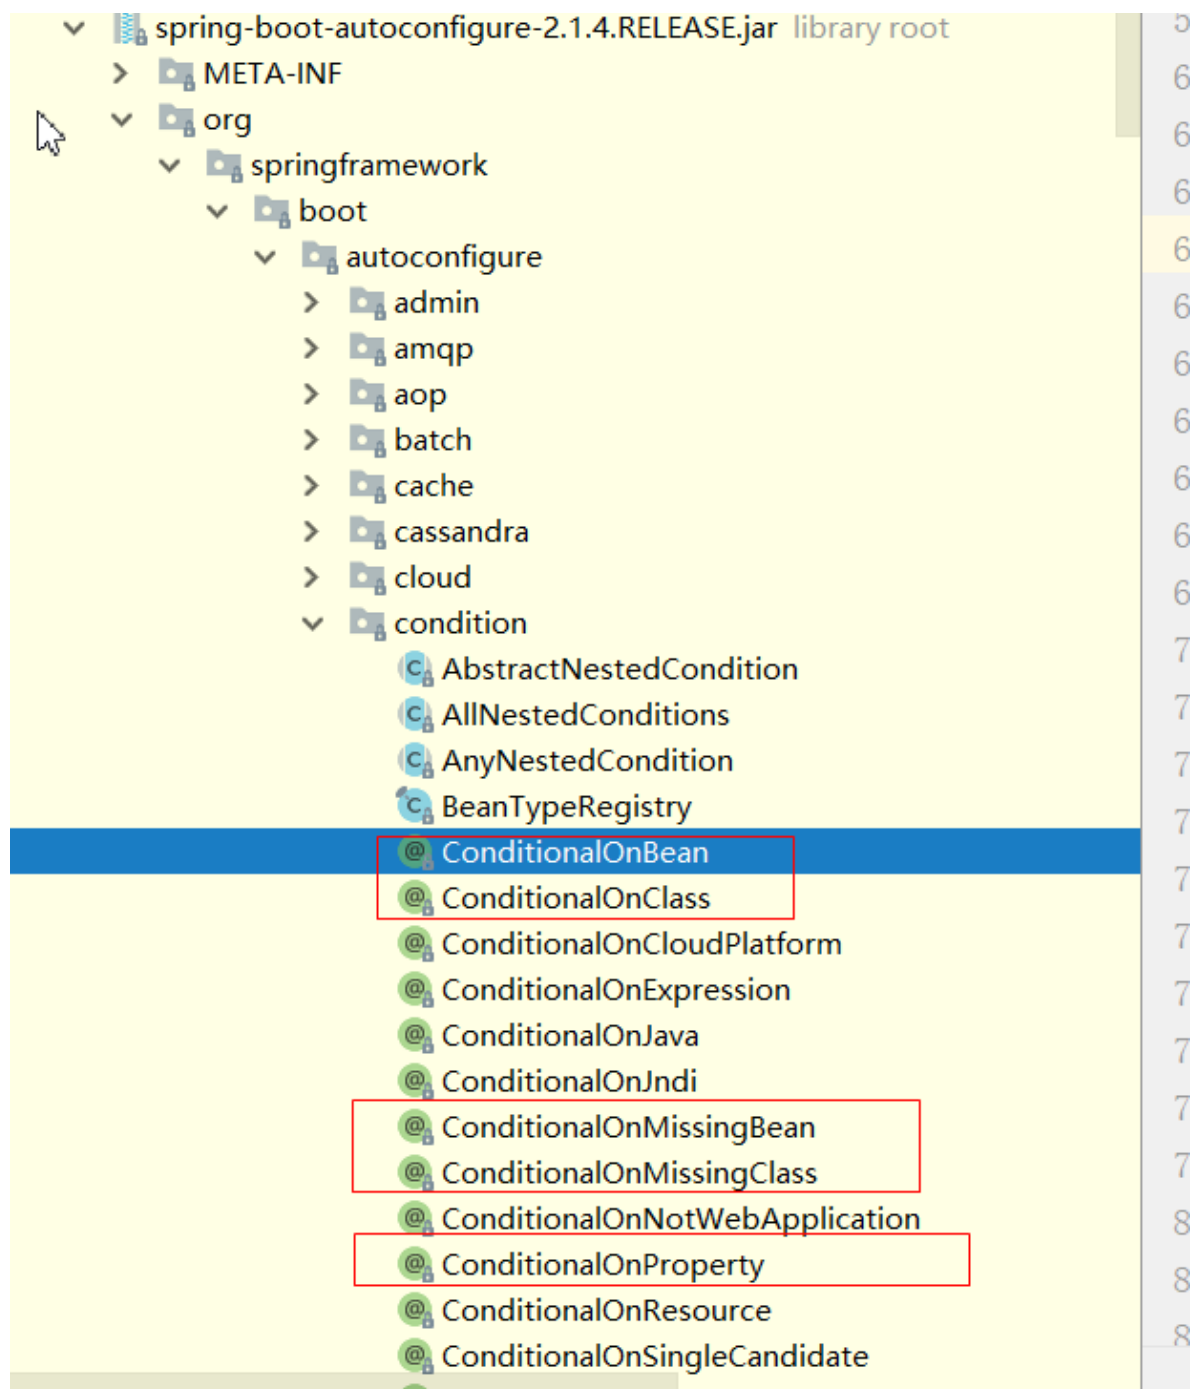 spring-boot-autoconfigure-2.1.4.RELEASE.jar library root
META-INF
org
springframework
boot
autoconfigure
admin
amqp
aop
batch
cache
cassandra
cloud
condition
AbstractNestedCondition
AllNestedConditions
AnyNestedCondition
BeanTypeRegistry
ConditionalOnBean
ConditionalOnClass
ConditionalOnCloudPlatform
ConditionalOnExpression
ConditionalOnJava
ConditionalOnJndi
ConditionalOnMissingBean
ConditionalOnMissingClass
ConditionalOnNotWebApplication
ConditionalOnProperty
ConditionalOnResource
ConditionalOnSingleCandidate